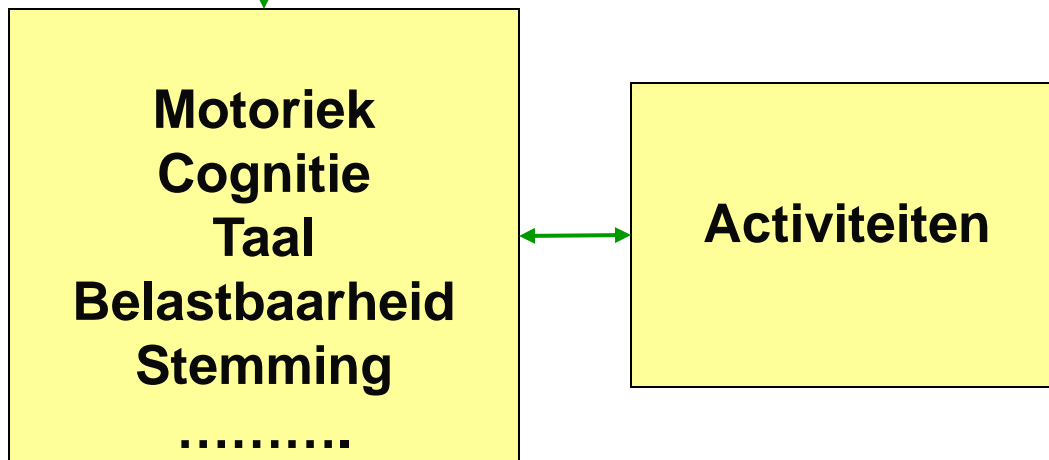 Motoriek
Cognitie
Taal
Belastbaarheid
Stemming
……….
Activiteiten